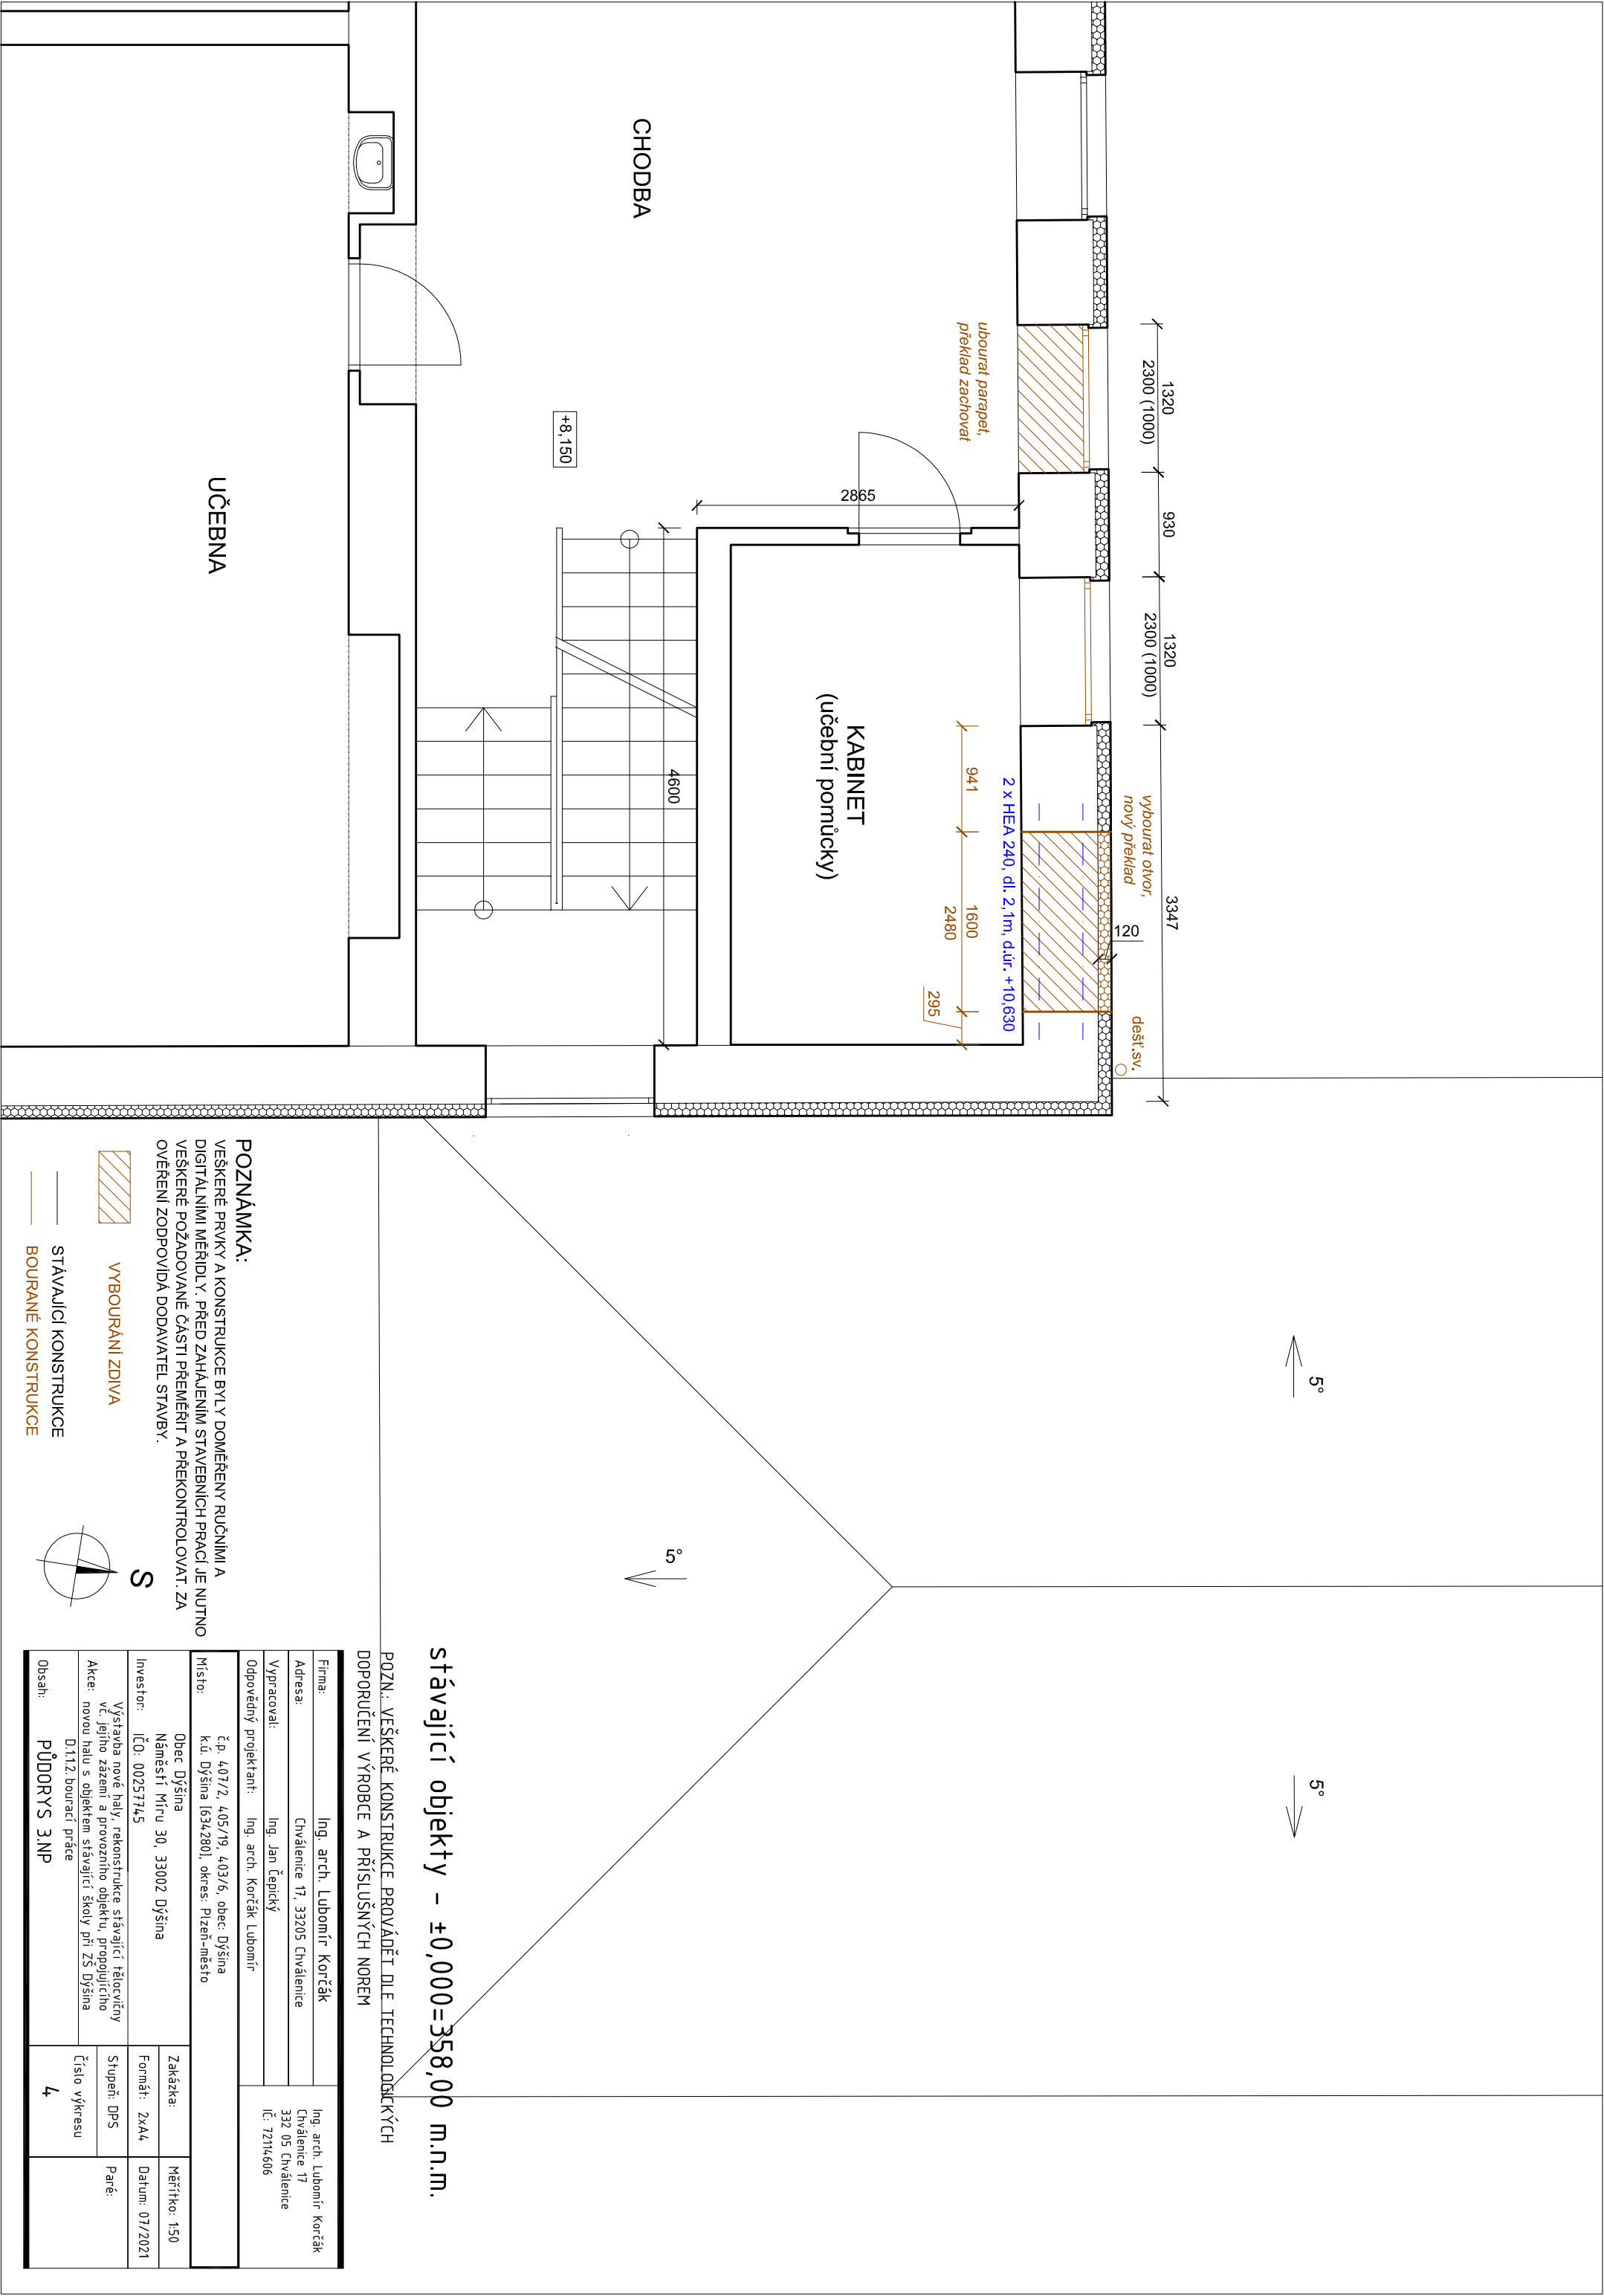 CHODBA
UČEBNA
+8,150
ubourat parapet,
překlad zachovat
1320
2300 (1000)
930
1320
2300 (1000)
3347
2865
4600
KABINET
(učební pomůcky)
941
1600
2480
295
2 x HEA 240, dl. 2,1m, d.úr. +10,630
vybourat otvor,
nový překlad
120
dešť.sv.
5°
5°
5°
POZNÁMKA:
VEŠKERÉ PRVKY A KONSTRUKCE BYLY DOMĚŘENY RUČNÍMI A
DIGITÁLNÍMI MĚŘIDLY. PŘED ZAHÁJENÍM STAVEBNÍCH PRACÍ JE NUTNO
VEŠKERÉ POŽADOVANÉ ČÁSTI PŘEMĚŘIT A PŘEKONTROLOVAT. ZA
OVĚŘENÍ ZODPOVÍDÁ DODAVATEL STAVBY.
VYBOURÁNÍ ZDIVA
STÁVAJÍCÍ KONSTRUKCE
BOURANÉ KONSTRUKCE
S
stávající objekty - ±0,000=358,00 m.n.m.
POZN.: VEŠKERÉ KONSTRUKCE PROVÁDĚT DLE TECHNOLOGICKÝCH
DOPORUČENÍ VÝROBCE A PŘÍSLUŠNÝCH NOREM
Firma: Ing. arch. Lubomír Korčák
Adresa: Chválenice 17, 33205 Chválenice
Vypracoval: Ing. Jan Čepický
Odpovědný projektant: Ing. arch. Korčák Lubomír
Ing. arch. Lubomír Korčák
Chválenice 17
332 05 Chválenice
IČ: 72114606
Místo: č.p. 407/2, 405/19, 403/6, obec: Dýšina
k.ú. Dýšina [634280], okres: Plzeň-město
Investor: Obec Dýšina
Náměstí Míru 30, 33002 Dýšina
IČO: 00257745
Zakázka:
Měřítko: 1:50
Formát: 2xA4
Datum: 07/2021
Akce: Výstavba nové haly, rekonstrukce stávající tělocvičny
vč. jejího zázemí a provozního objektu, propojujícího
novou halu s objektem stávající školy při ZŠ Dýšina
Stupeň: DPS
Paré:
Obsah: D.1.1.2. bourací práce
PŮDORYS 3.NP
Číslo výkresu
4